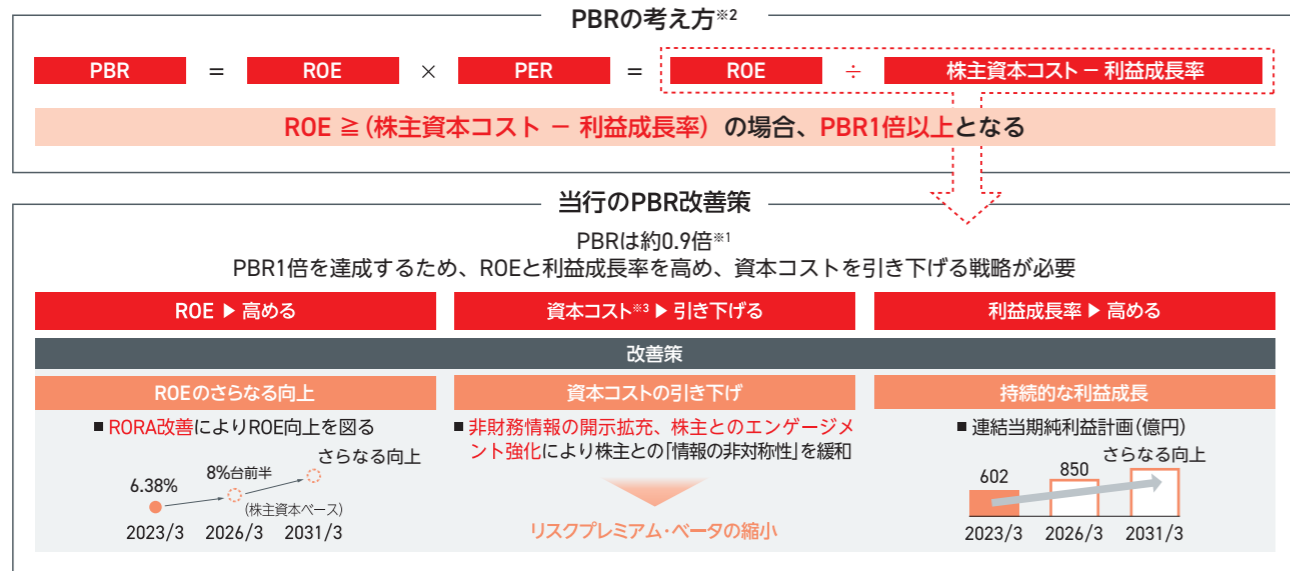 PBRの考え方※2
PBR = ROE × PER = ROE ÷ 株主資本コスト − 利益成長率
ROE ≧(株主資本コスト − 利益成長率) の場合、PBR1倍以上となる
当行のPBR改善策
PBRは約0.9倍※1
PBR1倍を達成するため、ROEと利益成長率を高め、資本コストを引き下げる戦略が必要
ROE ▶ 高める
資本コスト※3 ▶ 引き下げる
利益成長率 ▶ 高める
改善策
ROEのさらなる向上
■ RORA改善によりROE向上を図る
さらなる向上
8%台前半
6.38%
(株主資本ベース)
2023/3 2026/3 2031/3
資本コストの引き下げ
■ 非財務情報の開示拡充、株主とのエンゲージメ
ント強化により株主との「情報の非対称性」を緩和
リスクプレミアム・ベータの縮小
持続的な利益成長
■ 連結当期純利益計画(億円)
さらなる向上
850
602
2023/3 2026/3 2031/3